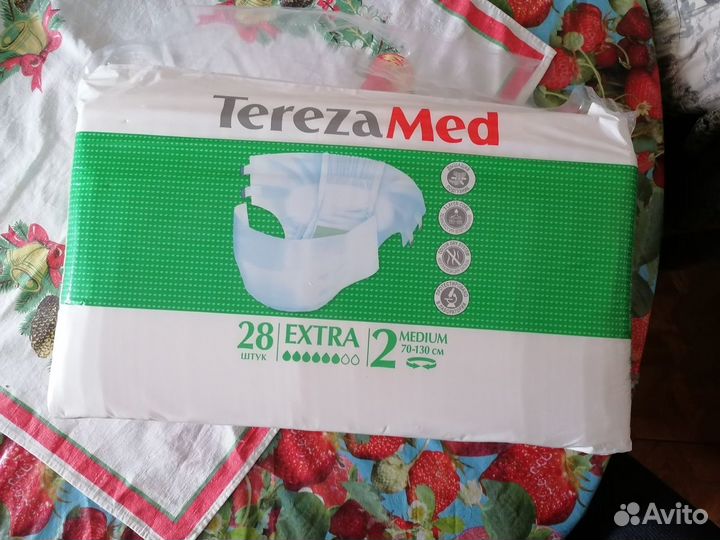 TerezaMed
28 ШТУК
EXTRA
2 MEDIUM
70-130 СМ
Avito